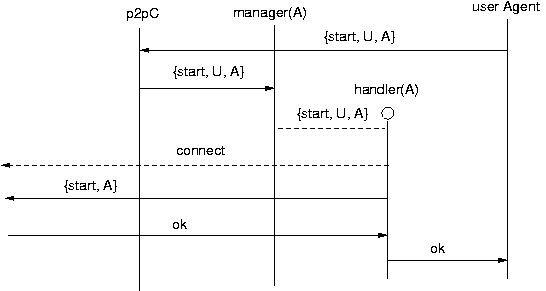 p2pC
manager(A)
user Agent
{start, U, A}
{start, U, A}
handler(A)
{start, U, A}
connect
{start, A}
ok
ok